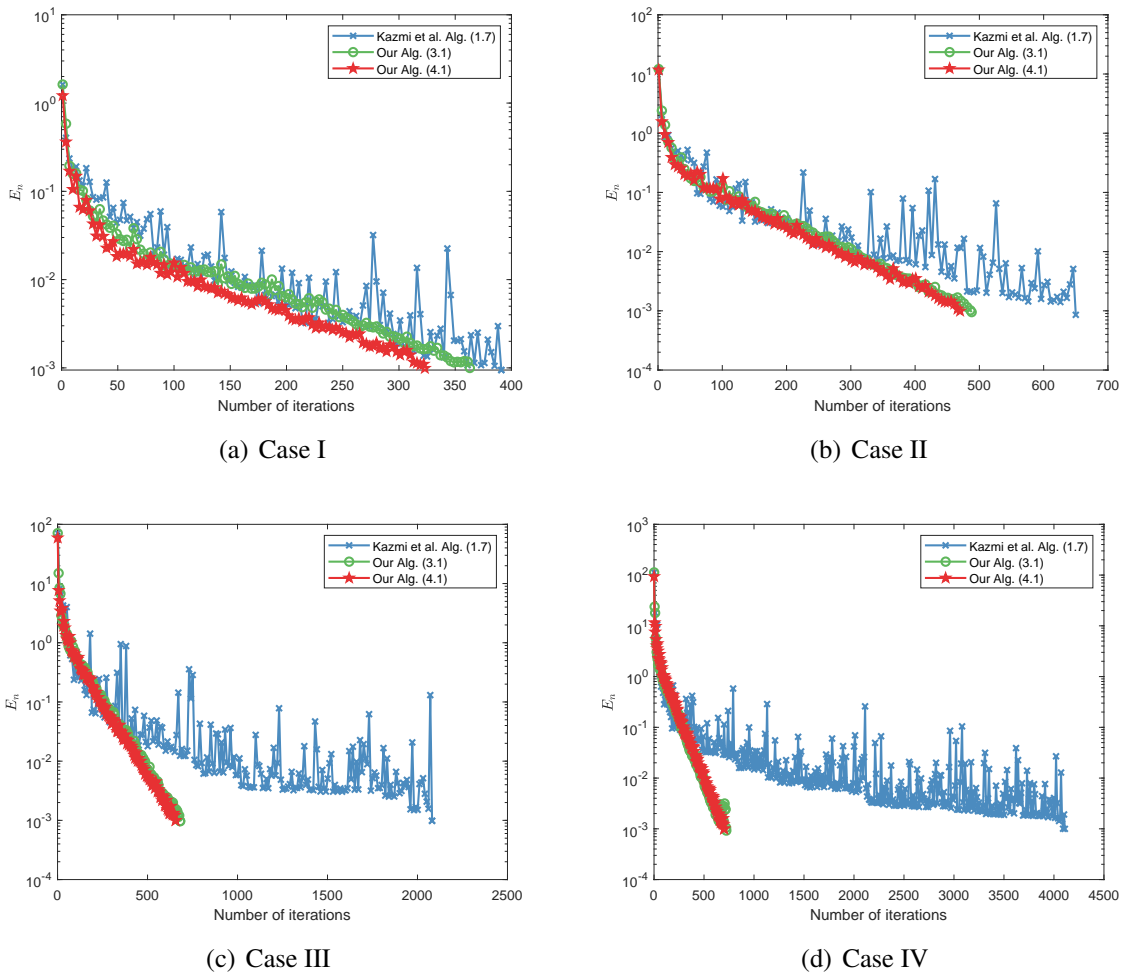 10^1
10^0
10^-1
10^-2
10^-3
E_n
0 50 100 150 200 250 300 350 400
Number of iterations
Kazmi et al. Alg. (1.7)
Our Alg. (3.1)
Our Alg. (4.1)
(a) Case I
10^2
10^1
10^0
10^-1
10^-2
10^-3
10^-4
E_n
0 100 200 300 400 500 600 700
Number of iterations
Kazmi et al. Alg. (1.7)
Our Alg. (3.1)
Our Alg. (4.1)
(b) Case II
10^2
10^1
10^0
10^-1
10^-2
10^-3
10^-4
E_n
0 500 1000 1500 2000 2500
Number of iterations
Kazmi et al. Alg. (1.7)
Our Alg. (3.1)
Our Alg. (4.1)
(c) Case III
10^3
10^2
10^1
10^0
10^-1
10^-2
10^-3
10^-4
E_n
0 500 1000 1500 2000 2500 3000 3500 4000 4500
Number of iterations
Kazmi et al. Alg. (1.7)
Our Alg. (3.1)
Our Alg. (4.1)
(d) Case IV